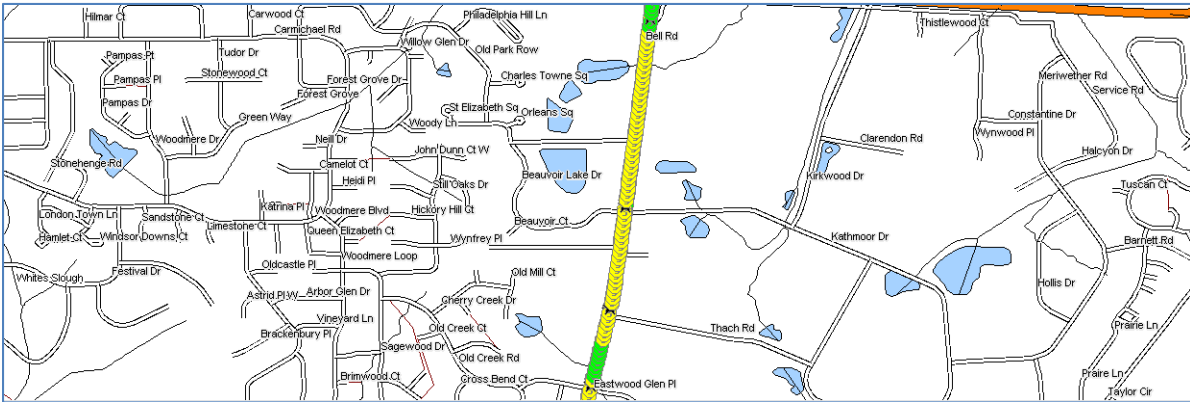 Hilmar Ct
Carwood Ct
Philadelphia Hill Ln
Thistlewood Ct
Carmichael Rd
Bell Rd
Willow Glen Dr
Old Park Row
Pampas Pt
Tudor Dr
Stonewood Ct
Pampas Pl
Forest Grove Dr
Charles Towne Sq
Meriwether Rd
Service Rd
Forest Grove
Pampas Dr
Green Way
St Elizabeth Sq
Orleans Sq
Constantine Dr
Woody Ln
Wynwood Pl
Woodmere Dr
Neill Dr
Clarendon Rd
John Dunn Ct W
Halcyon Dr
Stonehenge Rd
Camelot Ct
Beauvoir Lake Dr
Kirkwood Dr
Heidi Pl
Still Oaks Dr
Tuscan Ct
Katrina Pl
Woodmere Blvd
Hickory Hill Ct
London Town Ln
Sandstone Ct
Limestone Ct
Beauvoir Ct
Queen Elizabeth Ct
Hamlet Ct
Windsor Downs Ct
Wynfrey Pl
Kathmoor Dr
Barnett Rd
Woodmere Loop
Oldcastle Pl
Whites Slough
Festival Dr
Old Mill Ct
Hollis Dr
Astrid Pl W
Arbor Glen Dr
Cherry Creek Dr
Vineyard Ln
Brackenbury Pl
Old Creek Ct
Thach Rd
Prairie Ln
Sagewood Dr
Old Creek Rd
Brimwood Ct
Cross Bend Ct
Eastwood Glen Pl
Praire Ln
Taylor Cir